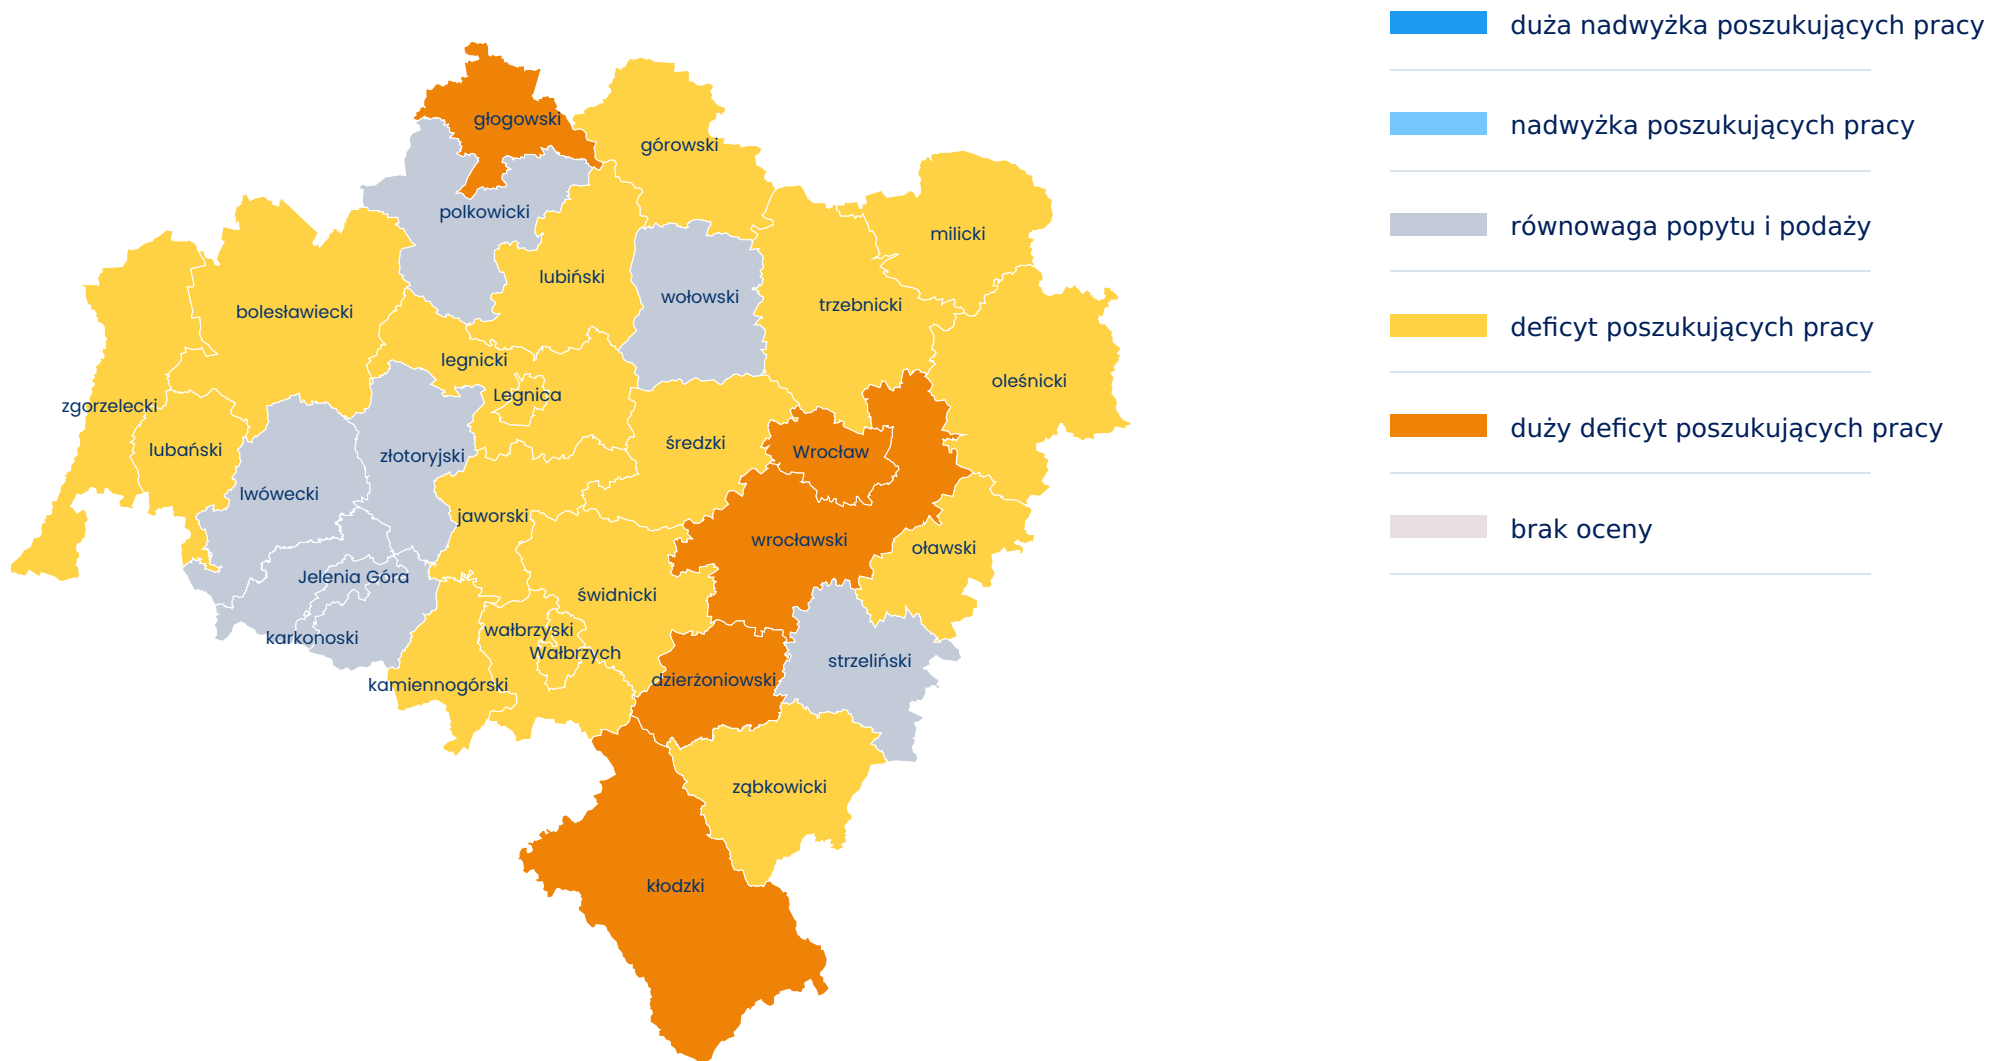 duża nadwyżka poszukujących pracy
nadwyżka poszukujących pracy
równowaga popytu i podaży
deficyt poszukujących pracy
duży deficyt poszukujących pracy
brak oceny
głogowski
górowski
polkowicki
milicki
lubiński
wołowski
trzebnicki
bolesławiecki
legnicki
oleśnicki
Legnica
zgorzelecki
średzki
lubański
złotoryjski
Wrocław
lwówecki
jaworski
wrocławski
oławski
Jelenia Góra
świdnicki
karkonoski
wałbrzyski
Wałbrzych
strzeliński
kamiennogórski
dzierżoniowski
ząbkowicki
kłodzki